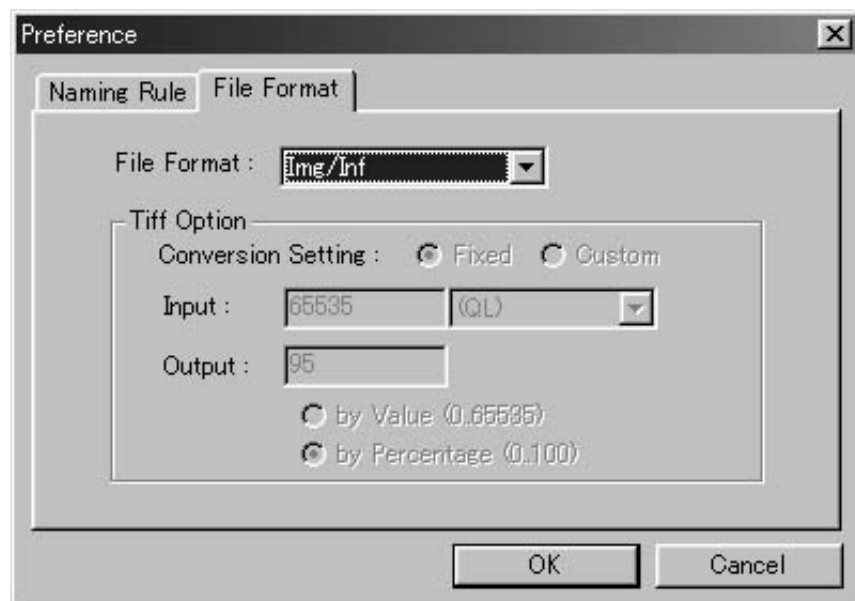 Preference
Naming Rule File Format
File Format : Img/Inf
Tiff Option
Conversion Setting : Fixed Custom
Input : 65535 (QL)
Output : 95
by Value (0..65535)
by Percentage (0..100)
OK Cancel